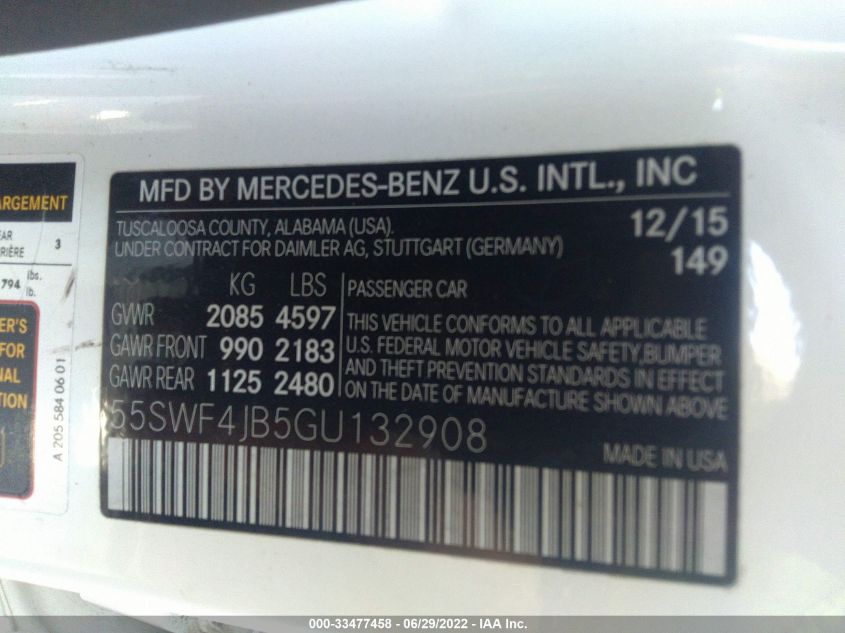 MFD BY MERCEDES-BENZ U.S. INTL., INC
TUSCALOOSA COUNTY, ALABAMA (USA).
UNDER CONTRACT FOR DAIMLER AG, STUTTGART (GERMANY)
12/15
149
KG LBS
GVWR 2085 4597
GAWR FRONT 990 2183
GAWR REAR 1125 2480
PASSENGER CAR
THIS VEHICLE CONFORMS TO ALL APPLICABLE
U.S. FEDERAL MOTOR VEHICLE SAFETY,BUMPER
AND THEFT PREVENTION STANDARDS IN EFFECT
ON THE DATE OF MANUFACTURE SHOWN ABOVE.
55SWF4JB5GU132908
MADE IN USA
ARGEMENT
EAR
RIÈRE 3
794 lbs.
lb.
ER'S
FOR
NAL
TION
A 205 584 06 01
000-33477458 - 06/29/2022 - IAA Inc.